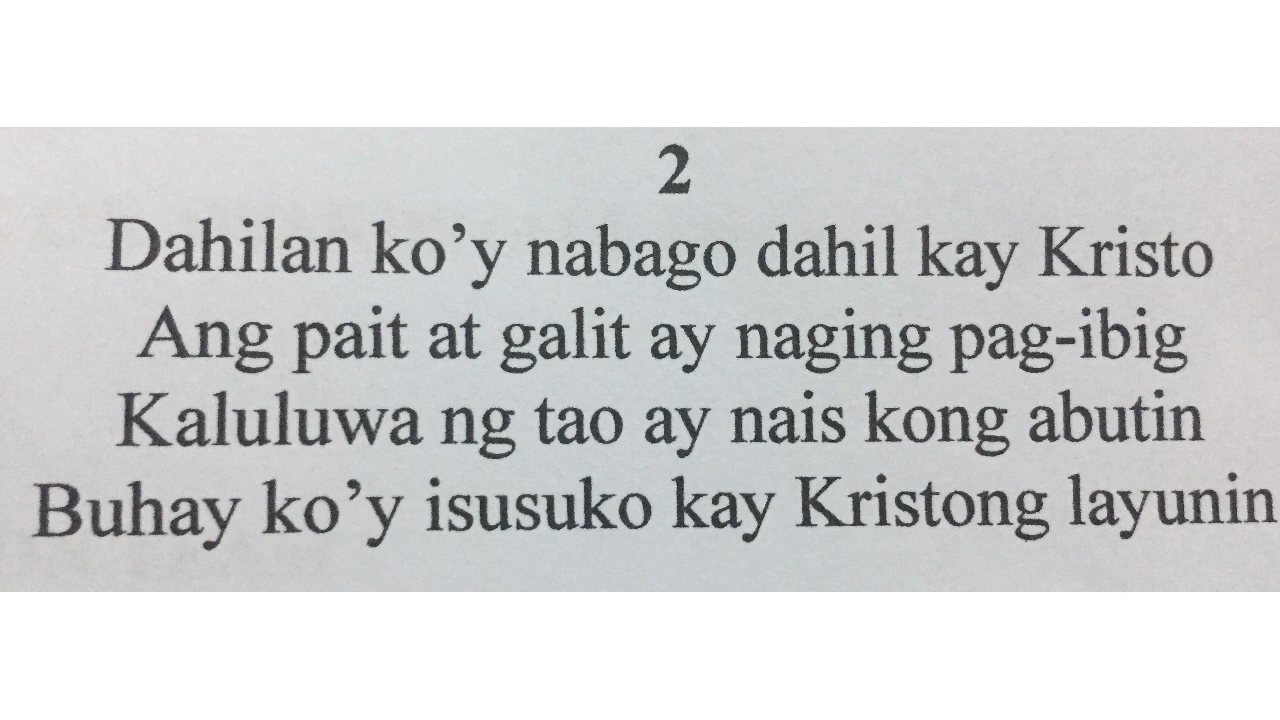 2
Dahilan ko’y nabago dahil kay Kristo
Ang pait at galit ay naging pag-ibig
Kaluluwa ng tao ay nais kong abutin
Buhay ko’y isusuko kay Kristong layunin